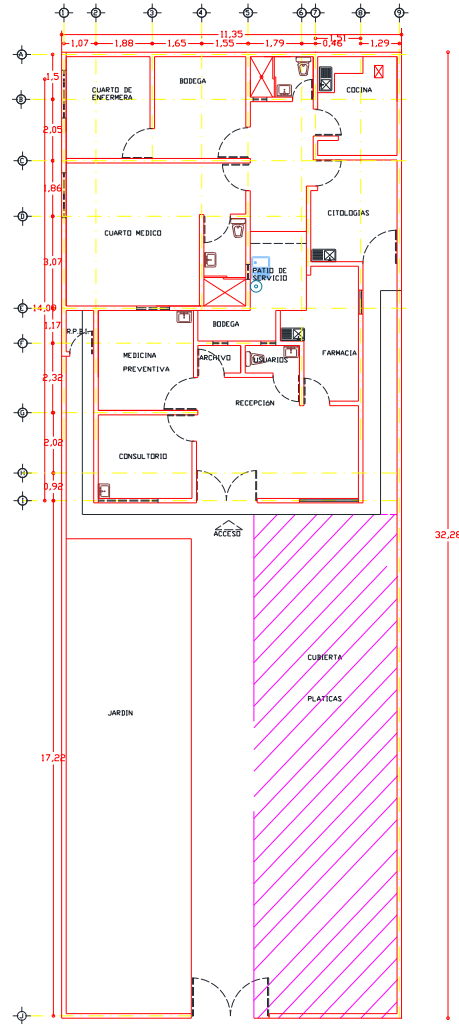 1 2 3 4 5 6 7 8 9
11,35
1,51
1,07 1,88 1,65 1,55 1,79 0,46 1,29
A
1,5
BODEGA
CUARTO DE
ENFERMERA
COCINA
B
2,05
C
1,86
CITOLOGIAS
D
CUARTO MEDICO
3,07
PATIO DE
SERVICIO
E
14,00
1,17
BODEGA
R.P.B.I.
F
MEDICINA
PREVENTIVA
ARCHIVO
USUARIOS
FARMACIA
2,32
RECEPCIóN
G
2,02
CONSULTORIO
H
0,92
I
ACCESO
32,26
CUBIERTA
PLATICAS
JARDIN
17,22
J